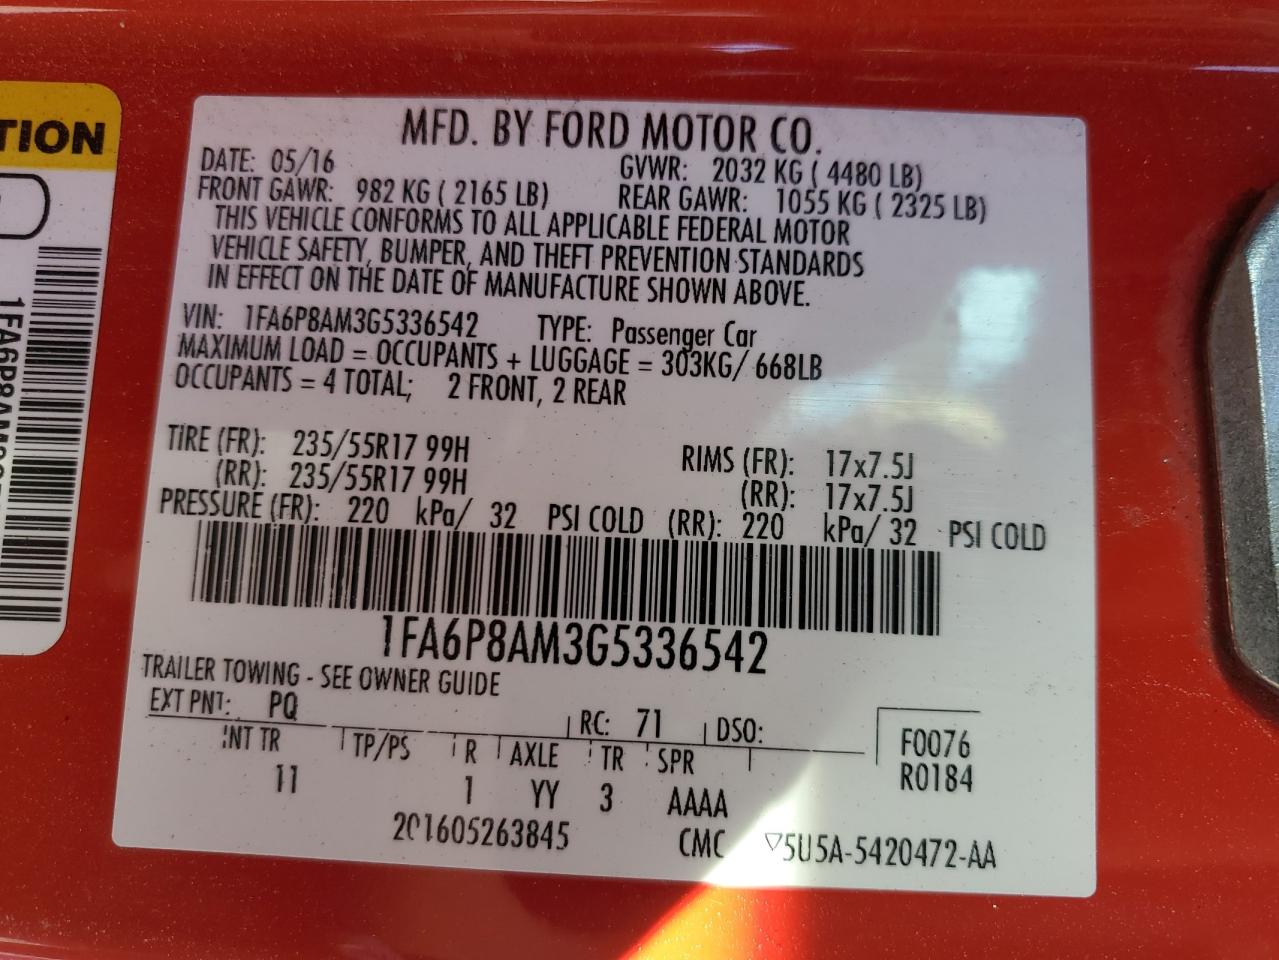 TION
1FA6P8AM3G5
MFD. BY FORD MOTOR CO.
DATE: 05/16 GVWR: 2032 KG ( 4480 LB)
FRONT GAWR: 982 KG ( 2165 LB) REAR GAWR: 1055 KG ( 2325 LB)
THIS VEHICLE CONFORMS TO ALL APPLICABLE FEDERAL MOTOR
VEHICLE SAFETY, BUMPER, AND THEFT PREVENTION STANDARDS
IN EFFECT ON THE DATE OF MANUFACTURE SHOWN ABOVE.
VIN: 1FA6P8AM3G5336542 TYPE: Passenger Car
MAXIMUM LOAD = OCCUPANTS + LUGGAGE = 303KG/ 668LB
OCCUPANTS = 4 TOTAL; 2 FRONT, 2 REAR
TIRE (FR): 235/55R17 99H RIMS (FR): 17x7.5J
(RR): 235/55R17 99H (RR): 17x7.5J
PRESSURE (FR): 220 kPa/ 32 PSI COLD (RR): 220 kPa/ 32 PSI COLD
1FA6P8AM3G5336542
TRAILER TOWING - SEE OWNER GUIDE
EXT PNT: PQ RC: 71 DSO:
INT TR TP/PS R AXLE TR SPR F0076
11 1 YY 3 AAAA R0184
201605263845 CMC ▽5U5A-5420472-AA